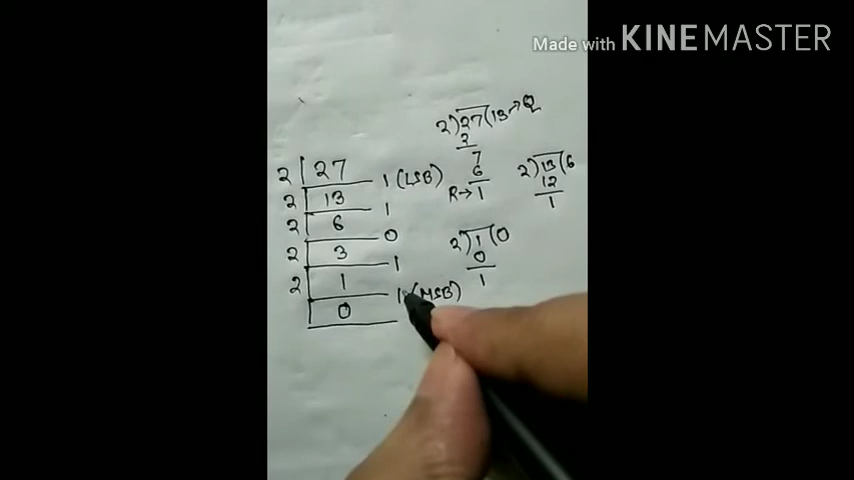 Made with KINEMASTER
2 | 27
2 | 13 1 (LSB)
2 | 6 1
2 | 3 0
2 | 1 1
0 1 (MSB)
2)27(13→Q
2
7
6
R→1
2)13(6
12
1
2)1(0
0
1